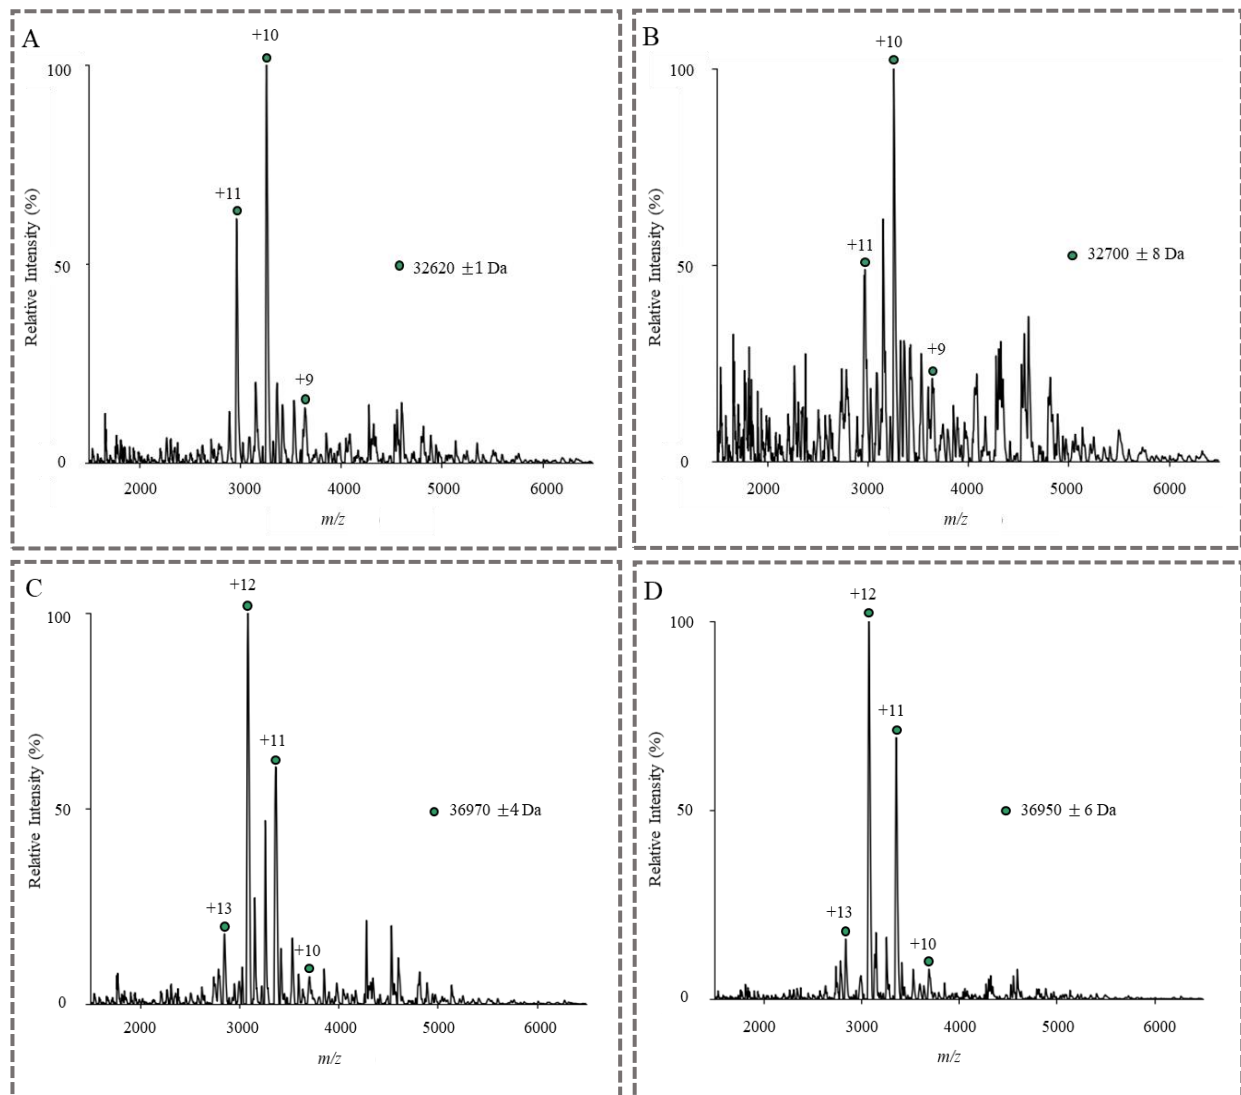 A
+10
100
+11
50
+9
0
32620 ±1 Da
Relative Intensity (%)
2000 3000 4000 5000 6000
m/z
B
+10
100
+11
50
+9
0
32700 ± 8 Da
Relative Intensity (%)
2000 3000 4000 5000 6000
m/z
C
+12
100
+11
50
+13
+10
0
36970 ±4 Da
Relative Intensity (%)
2000 3000 4000 5000 6000
m/z
D
+12
100
+11
50
+13
+10
0
36950 ± 6 Da
Relative Intensity (%)
2000 3000 4000 5000 6000
m/z